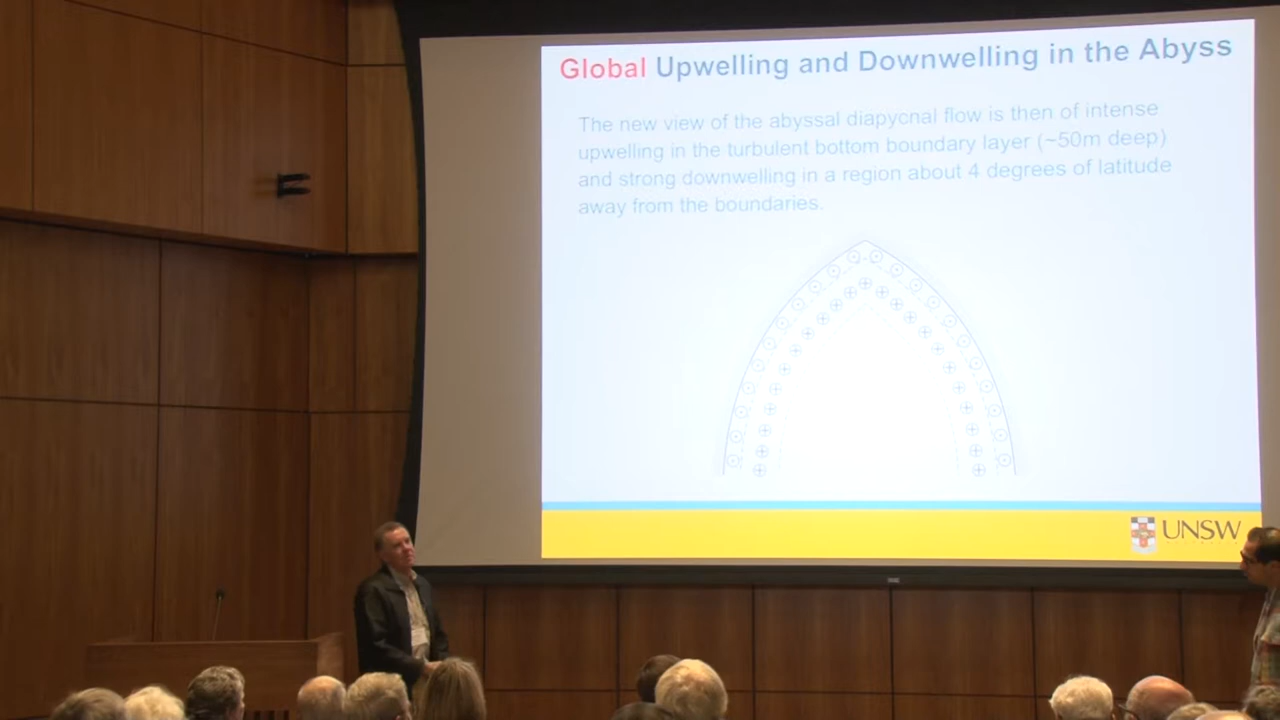 Global Upwelling and Downwelling in the Abyss
The new view of the abyssal diapycnal flow is then of intense
upwelling in the turbulent bottom boundary layer (~50m deep)
and strong downwelling in a region about 4 degrees of latitude
away from the boundaries.
UNSW